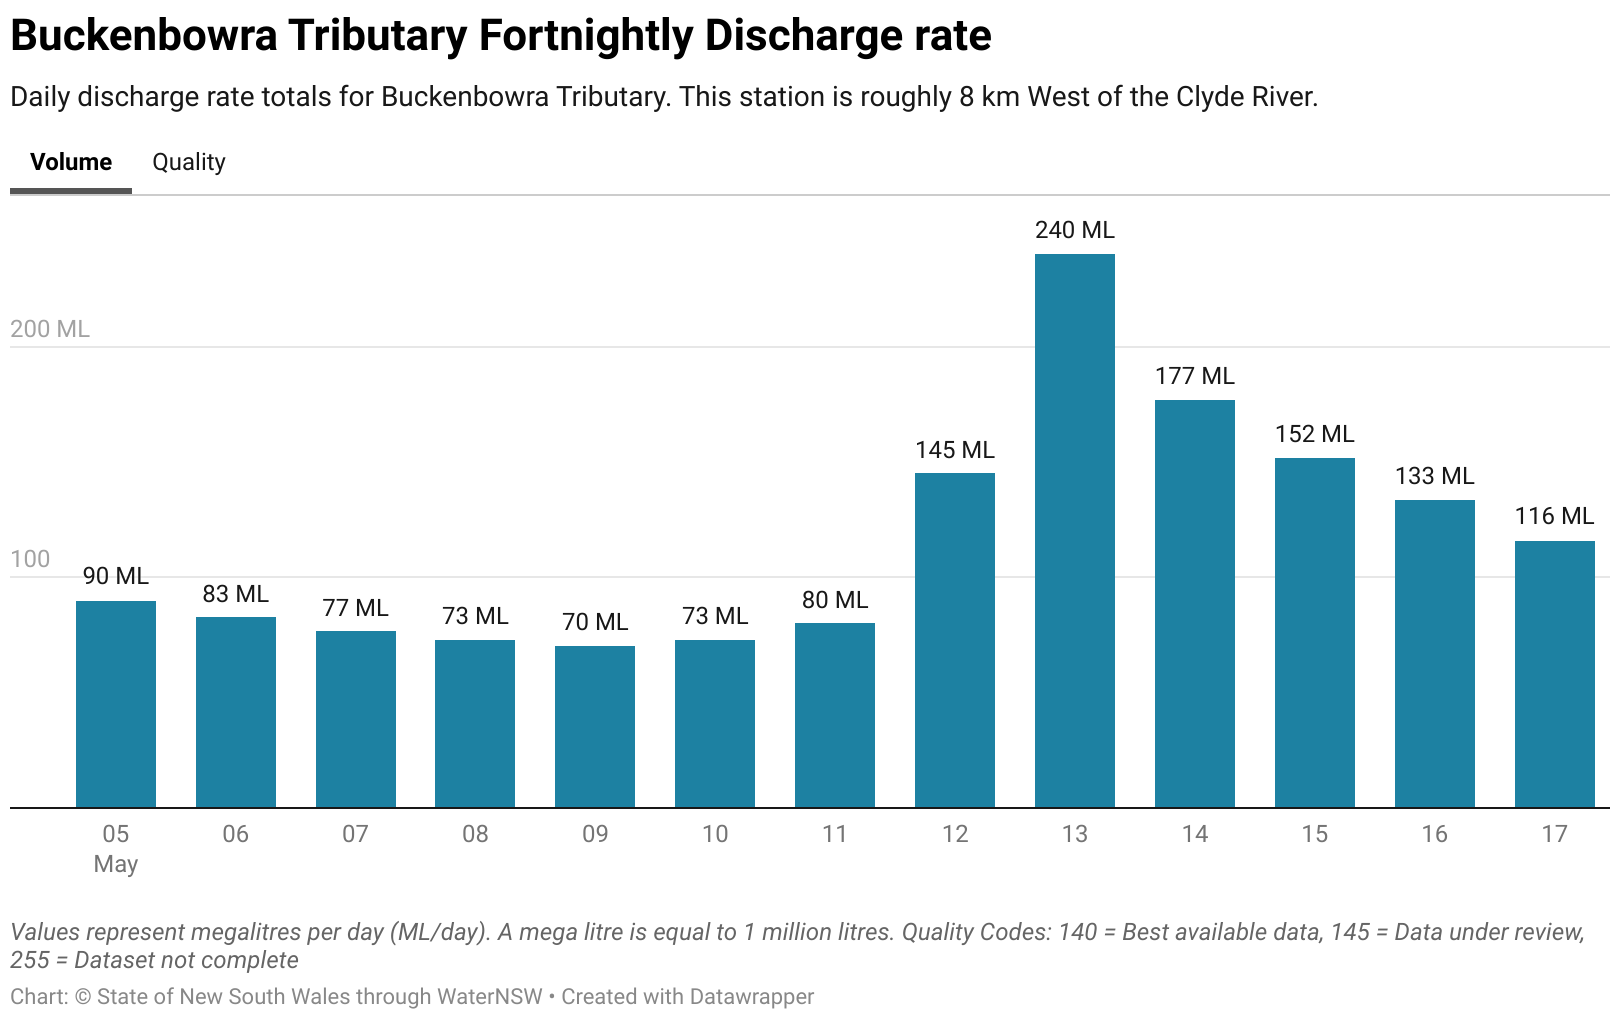 Buckenbowra Tributary Fortnightly Discharge rate
Daily discharge rate totals for Buckenbowra Tributary. This station is roughly 8 km West of the Clyde River.
Volume Quality
240 ML
200 ML
177 ML
152 ML
145 ML
133 ML
116 ML
100
90 ML
83 ML
77 ML
73 ML
70 ML
73 ML
80 ML
05 06 07 08 09 10 11 12 13 14 15 16 17
May
Values represent megalitres per day (ML/day). A mega litre is equal to 1 million litres. Quality Codes: 140 = Best available data, 145 = Data under review,
255 = Dataset not complete
Chart: © State of New South Wales through WaterNSW • Created with Datawrapper